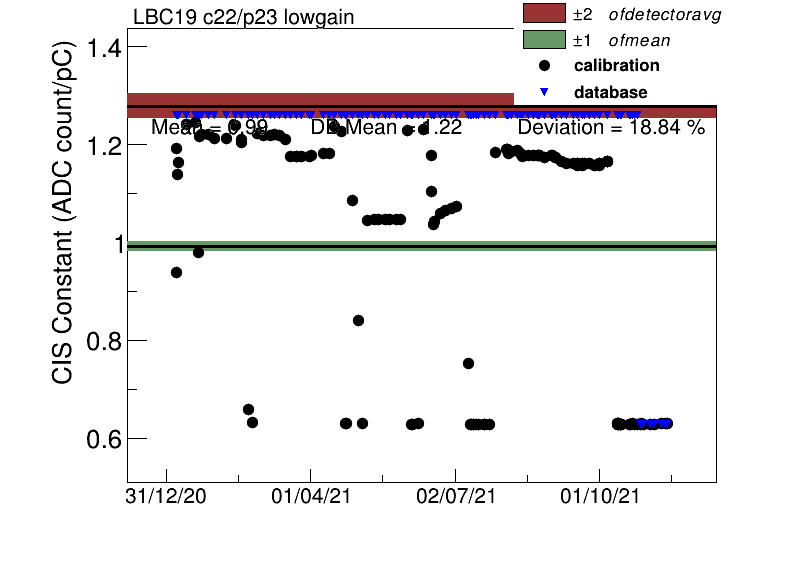 LBC19 c22/p23 lowgain
±2 ofdetectoravg
±1 ofmean
calibration
database
Mean = 0.99 DB Mean = 1.22 Deviation = 18.84 %
CIS Constant (ADC count/pC)
1.4
1.2
1
0.8
0.6
31/12/20 01/04/21 02/07/21 01/10/21